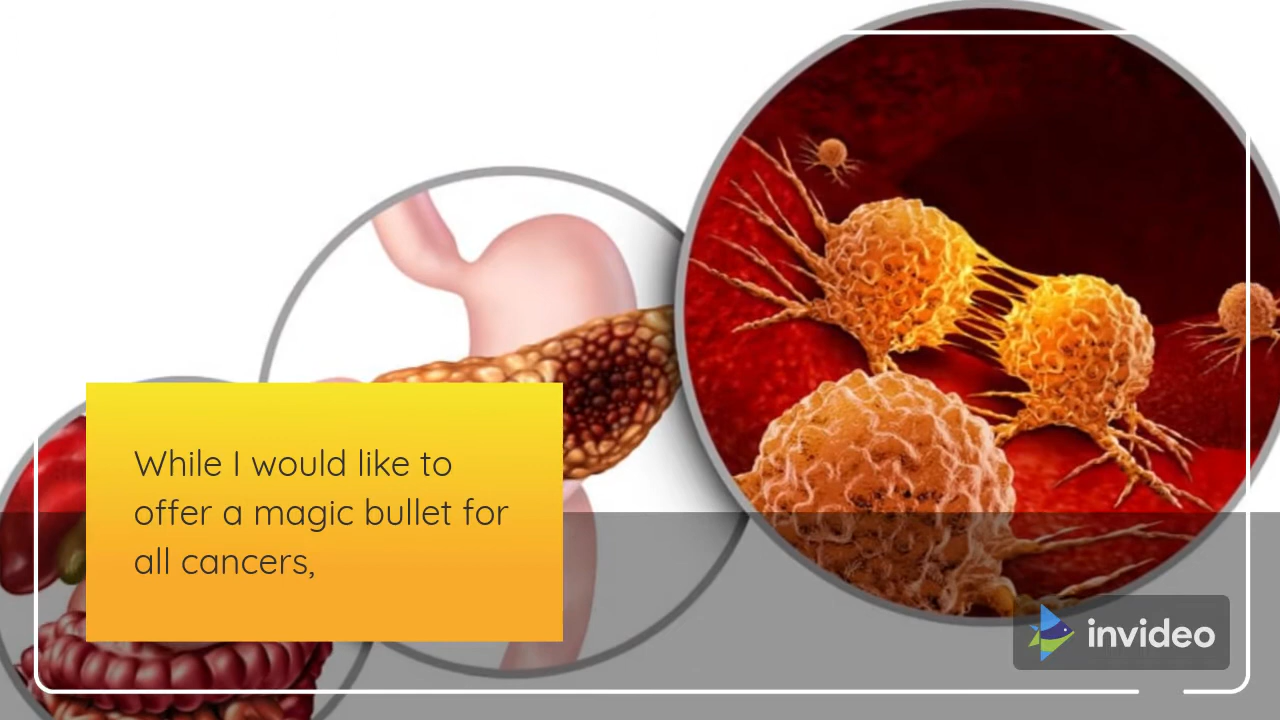 While I would like to
offer a magic bullet for
all cancers,
invideo